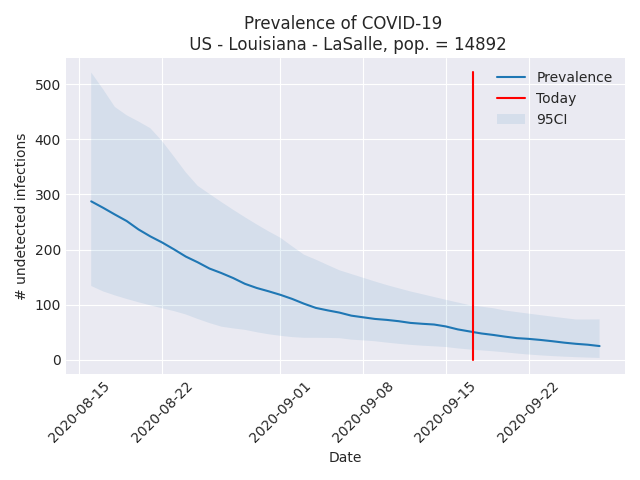 Prevalence of COVID-19
US - Louisiana - LaSalle, pop. = 14892
Prevalence
Today
95CI
# undetected infections
500
400
300
200
100
0
2020-08-15
2020-08-22
2020-09-01
2020-09-08
2020-09-15
2020-09-22
Date